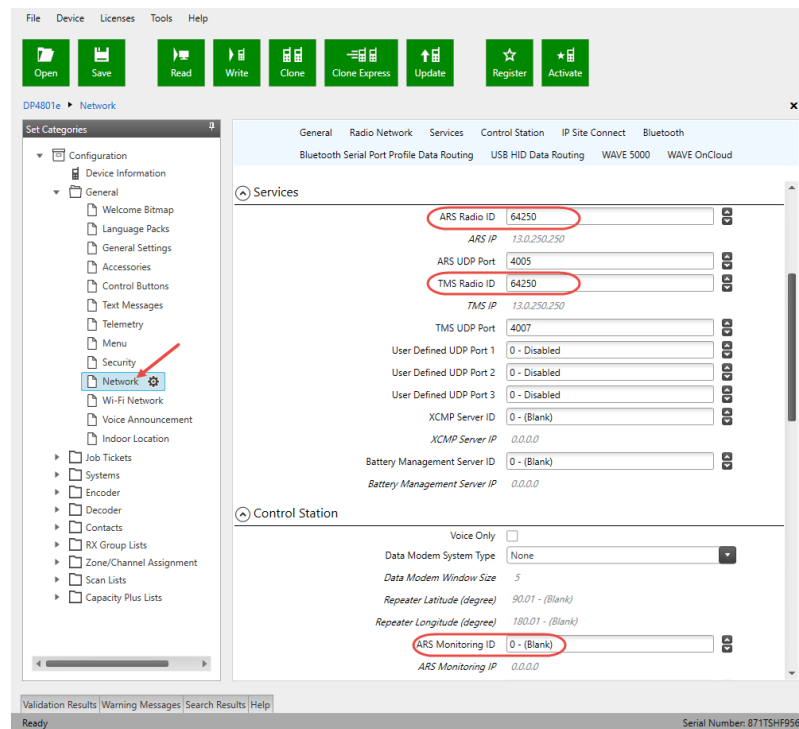 File Device Licenses Tools Help
Open Save Read Write Clone Clone Express Update Register Activate
DP4801e Network
Set Categories
Configuration
Device Information
General
Welcome Bitmap
Language Packs
General Settings
Accessories
Control Buttons
Text Messages
Telemetry
Menu
Security
Network
Wi-Fi Network
Voice Announcement
Indoor Location
Job Tickets
Systems
Encoder
Decoder
Contacts
RX Group Lists
Zone/Channel Assignment
Scan Lists
Capacity Plus Lists
General Radio Network Services Control Station IP Site Connect Bluetooth
Bluetooth Serial Port Profile Data Routing USB HID Data Routing WAVE 5000 WAVE OnCloud
Services
ARS Radio ID 64250
ARS IP 13.0.250.250
ARS UDP Port 4005
TMS Radio ID 64250
TMS IP 13.0.250.250
TMS UDP Port 4007
User Defined UDP Port 1 0 - Disabled
User Defined UDP Port 2 0 - Disabled
User Defined UDP Port 3 0 - Disabled
XCMP Server ID 0 - (Blank)
XCMP Server IP 0.0.0.0
Battery Management Server ID 0 - (Blank)
Battery Management Server IP 0.0.0.0
Control Station
Voice Only
Data Modem System Type None
Data Modem Window Size 5
Repeater Latitude (degree) 90.01 - (Blank)
Repeater Longitude (degree) 180.01 - (Blank)
ARS Monitoring ID 0 - (Blank)
ARS Monitoring IP 0.0.0.0
Validation Results Warning Messages Search Results Help
Ready Serial Number: 871TSHF956